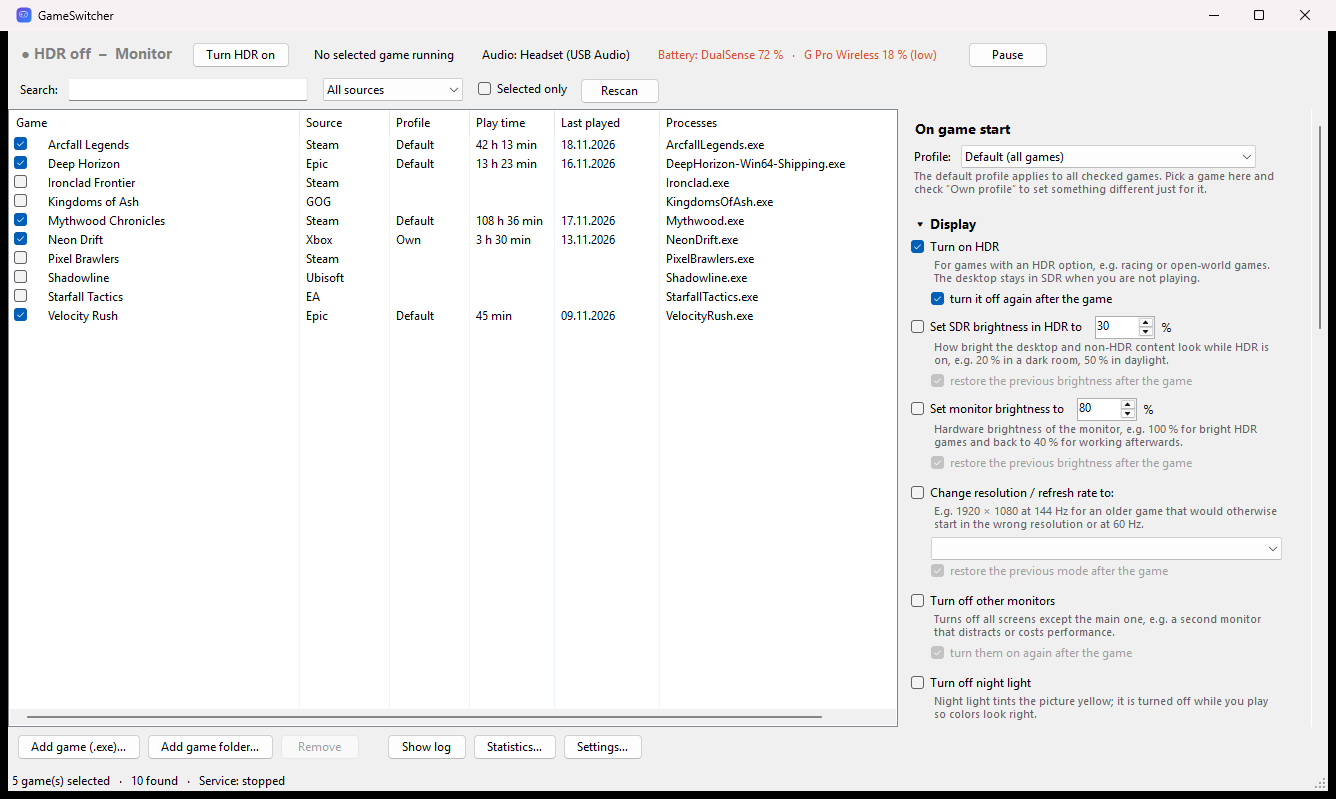 GameSwitcher
● HDR off – Monitor
Turn HDR on
No selected game running
Audio: Headset (USB Audio)
Battery: DualSense 72 % · G Pro Wireless 18 % (low)
Pause
Search:
All sources
Selected only
Rescan
Game Source Profile Play time Last played Processes
Arcfall Legends Steam Default 42 h 13 min 18.11.2026 ArcfallLegends.exe
Deep Horizon Epic Default 13 h 23 min 16.11.2026 DeepHorizon-Win64-Shipping.exe
Ironclad Frontier Steam Ironclad.exe
Kingdoms of Ash GOG KingdomsOfAsh.exe
Mythwood Chronicles Steam Default 108 h 36 min 17.11.2026 Mythwood.exe
Neon Drift Xbox Own 3 h 30 min 13.11.2026 NeonDrift.exe
Pixel Brawlers Steam PixelBrawlers.exe
Shadowline Ubisoft Shadowline.exe
Starfall Tactics EA StarfallTactics.exe
Velocity Rush Epic Default 45 min 09.11.2026 VelocityRush.exe
On game start
Profile: Default (all games)
The default profile applies to all checked games. Pick a game here and
check "Own profile" to set something different just for it.
Display
Turn on HDR
For games with an HDR option, e.g. racing or open-world games.
The desktop stays in SDR when you are not playing.
turn it off again after the game
Set SDR brightness in HDR to 30 %
How bright the desktop and non-HDR content look while HDR is
on, e.g. 20 % in a dark room, 50 % in daylight.
restore the previous brightness after the game
Set monitor brightness to 80 %
Hardware brightness of the monitor, e.g. 100 % for bright HDR
games and back to 40 % for working afterwards.
restore the previous brightness after the game
Change resolution / refresh rate to:
E.g. 1920 × 1080 at 144 Hz for an older game that would otherwise
start in the wrong resolution or at 60 Hz.
restore the previous mode after the game
Turn off other monitors
Turns off all screens except the main one, e.g. a second monitor
that distracts or costs performance.
turn them on again after the game
Turn off night light
Night light tints the picture yellow; it is turned off while you play
so colors look right.
Add game (.exe)...
Add game folder...
Remove
Show log
Statistics...
Settings...
5 game(s) selected · 10 found · Service: stopped